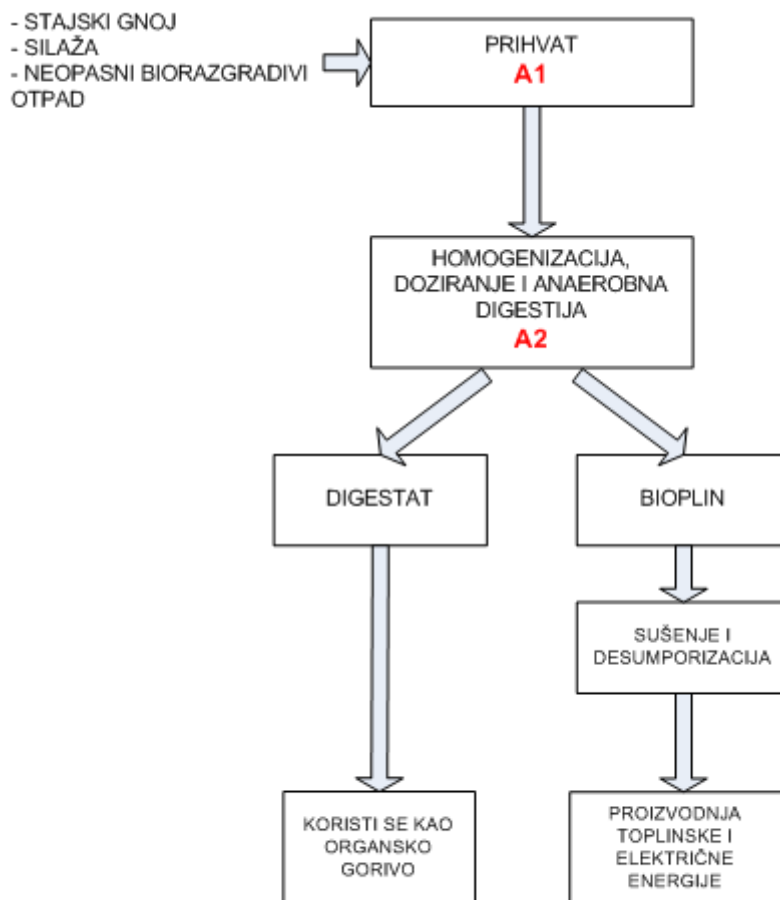 - STAJSKI GNOJ
- SILAŽA
- NEOPASNI BIORAZGRADIVI
OTPAD
PRIHVAT
A1
HOMOGENIZACIJA,
DOZIRANJE I ANAEROBNA
DIGESTIJA
A2
DIGESTAT
BIOPLIN
SUŠENJE I
DESUMPORIZACIJA
KORISTI SE KAO
ORGANSKO
GORIVO
PROIZVODNJA
TOPLINSKE I
ELEKTRIČNE
ENERGIJE